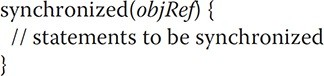 synchronized(objRef) {
// statements to be synchronized
}